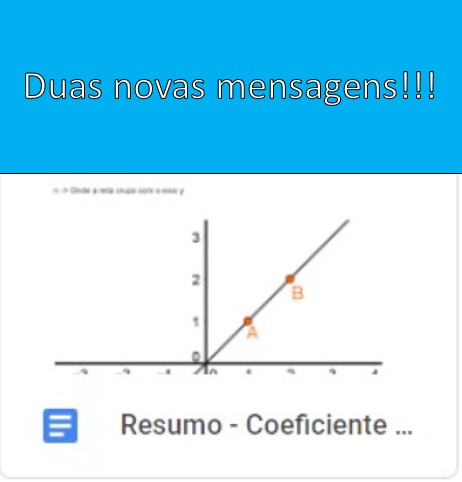 Duas novas mensagens!!!
n -> Onde a reta cruza com o eixo y
3
2
B
1
A
0
Resumo - Coeficiente ...